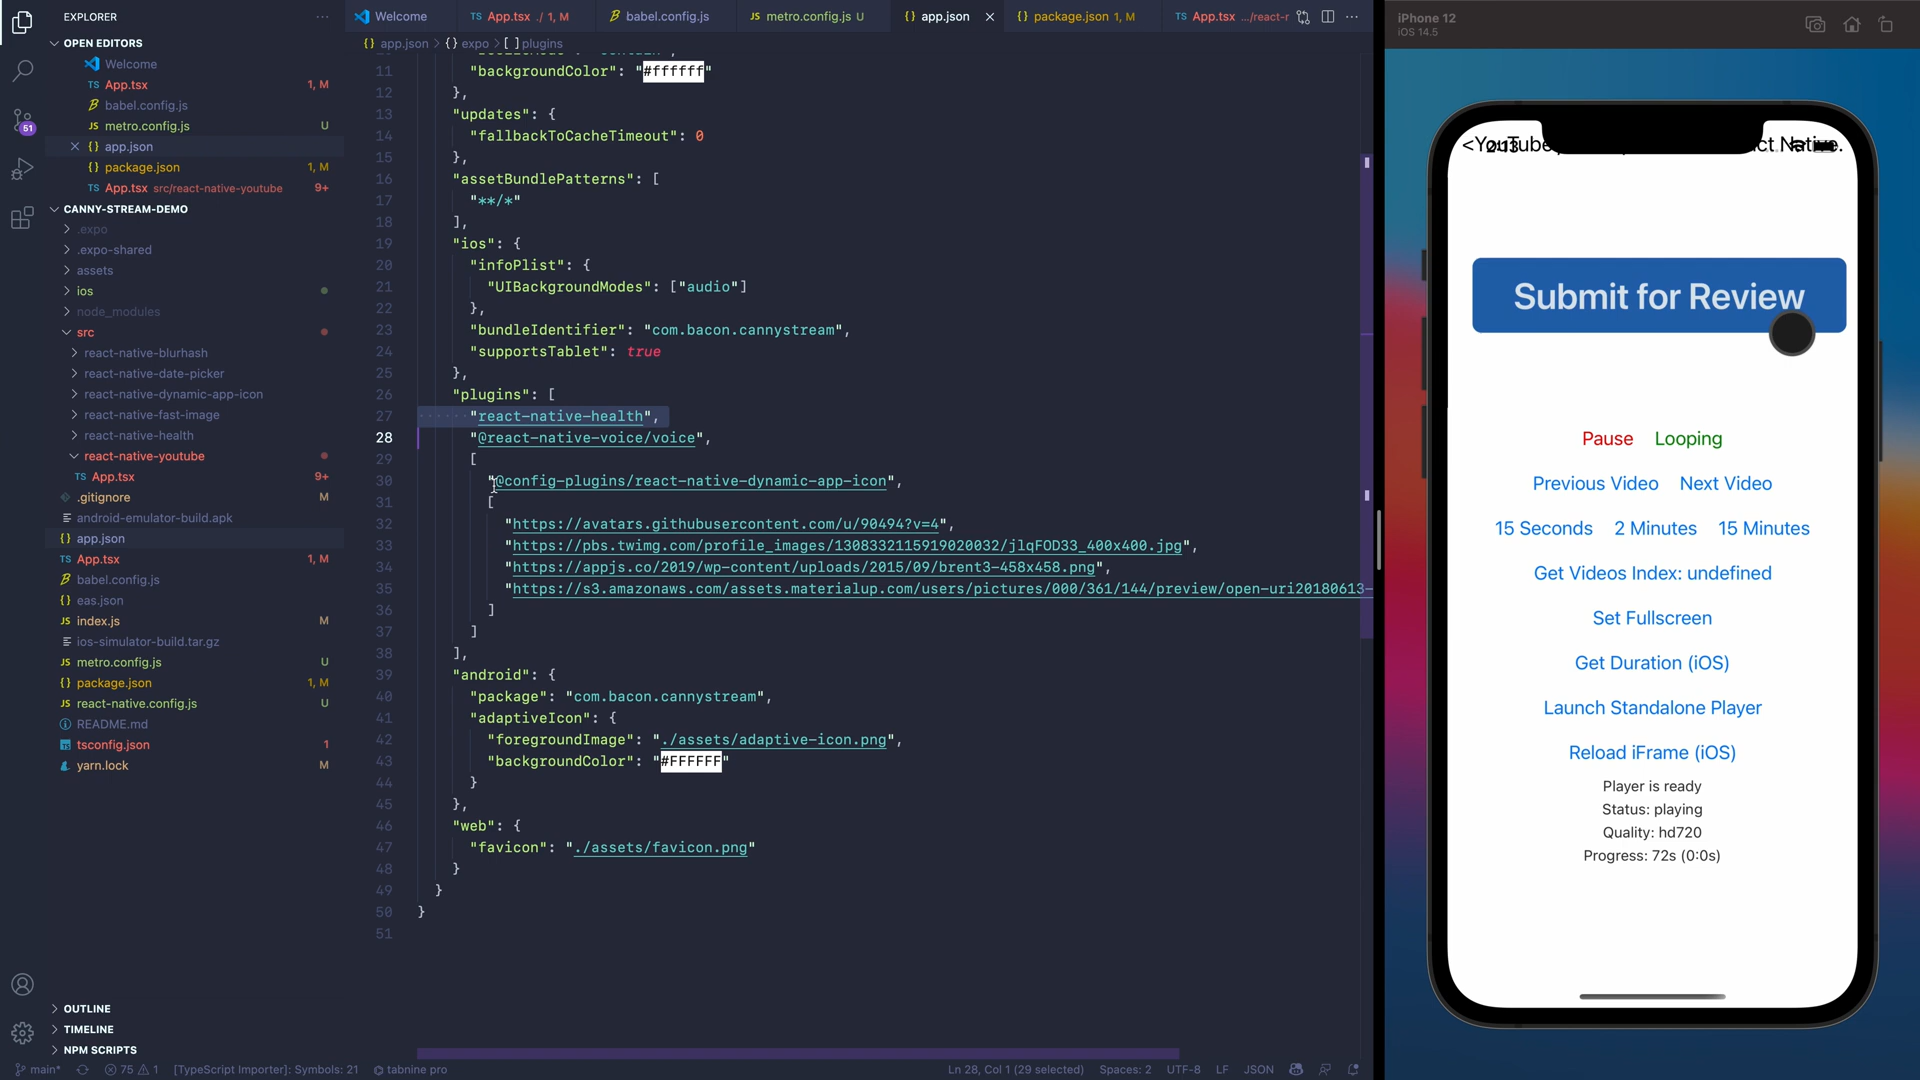 EXPLORER
OPEN EDITORS
Welcome
App.tsx 1, M
babel.config.js
metro.config.js U
app.json
package.json 1, M
App.tsx src/react-native-youtube 9+
CANNY-STREAM-DEMO
.expo
.expo-shared
assets
ios
node_modules
src
react-native-blurhash
react-native-date-picker
react-native-dynamic-app-icon
react-native-fast-image
react-native-health
react-native-youtube
TS App.tsx 9+
.gitignore M
android-emulator-build.apk
app.json
App.tsx 1, M
babel.config.js
eas.json
index.js M
ios-simulator-build.tar.gz
metro.config.js U
package.json 1, M
react-native.config.js U
README.md
tsconfig.json 1
yarn.lock M
OUTLINE
TIMELINE
NPM SCRIPTS
51
Welcome
TS App.tsx ./ 1, M
babel.config.js
JS metro.config.js U
{} app.json
{} package.json 1, M
TS App.tsx .../react-r
{} app.json > {} expo > [ ] plugins
11 "backgroundColor": "#ffffff"
12 },
13 "updates": {
14 "fallbackToCacheTimeout": 0
15 },
16 "assetBundlePatterns": [
17 "**/*"
18 ],
19 "ios": {
20 "infoPlist": {
21 "UIBackgroundModes": ["audio"]
22 },
23 "bundleIdentifier": "com.bacon.cannystream",
24 "supportsTablet": true
25 },
26 "plugins": [
27 "react-native-health",
28 "@react-native-voice/voice",
29 [
30 "@config-plugins/react-native-dynamic-app-icon",
31 [
32 "https://avatars.githubusercontent.com/u/90494?v=4",
33 "https://pbs.twimg.com/profile_images/1308332115919020032/jlqFOD33_400x400.jpg",
34 "https://appjs.co/2019/wp-content/uploads/2015/09/brent3-458x458.png",
35 "https://s3.amazonaws.com/assets.materialup.com/users/pictures/000/361/144/preview/open-uri20180613-
36 ]
37 ]
38 ],
39 "android": {
40 "package": "com.bacon.cannystream",
41 "adaptiveIcon": {
42 "foregroundImage": "./assets/adaptive-icon.png",
43 "backgroundColor": "#FFFFFF"
44 }
45 },
46 "web": {
47 "favicon": "./assets/favicon.png"
48 }
49 }
50 }
51
main* 75 1 [TypeScript Importer]: Symbols: 21 tabnine pro
Ln 28, Col 1 (29 selected) Spaces: 2 UTF-8 LF JSON
iPhone 12
iOS 14.5
<YouTube Native.
Submit for Review
Pause Looping
Previous Video Next Video
15 Seconds 2 Minutes 15 Minutes
Get Videos Index: undefined
Set Fullscreen
Get Duration (iOS)
Launch Standalone Player
Reload iFrame (iOS)
Player is ready
Status: playing
Quality: hd720
Progress: 72s (0:0s)